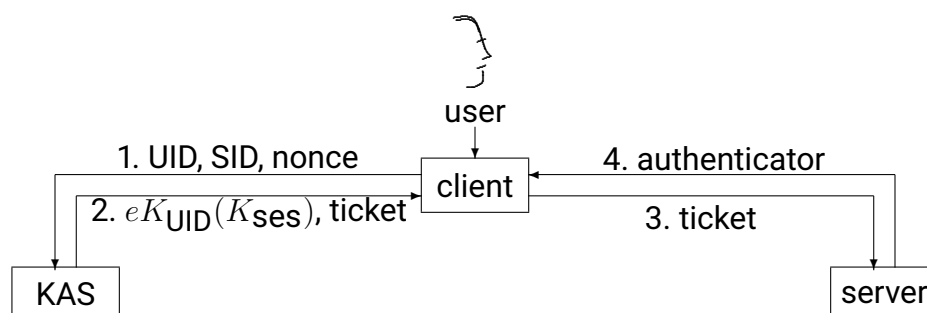 user
1. UID, SID, nonce
4. authenticator
client
2. eK_UID(K_ses), ticket
3. ticket
KAS
server